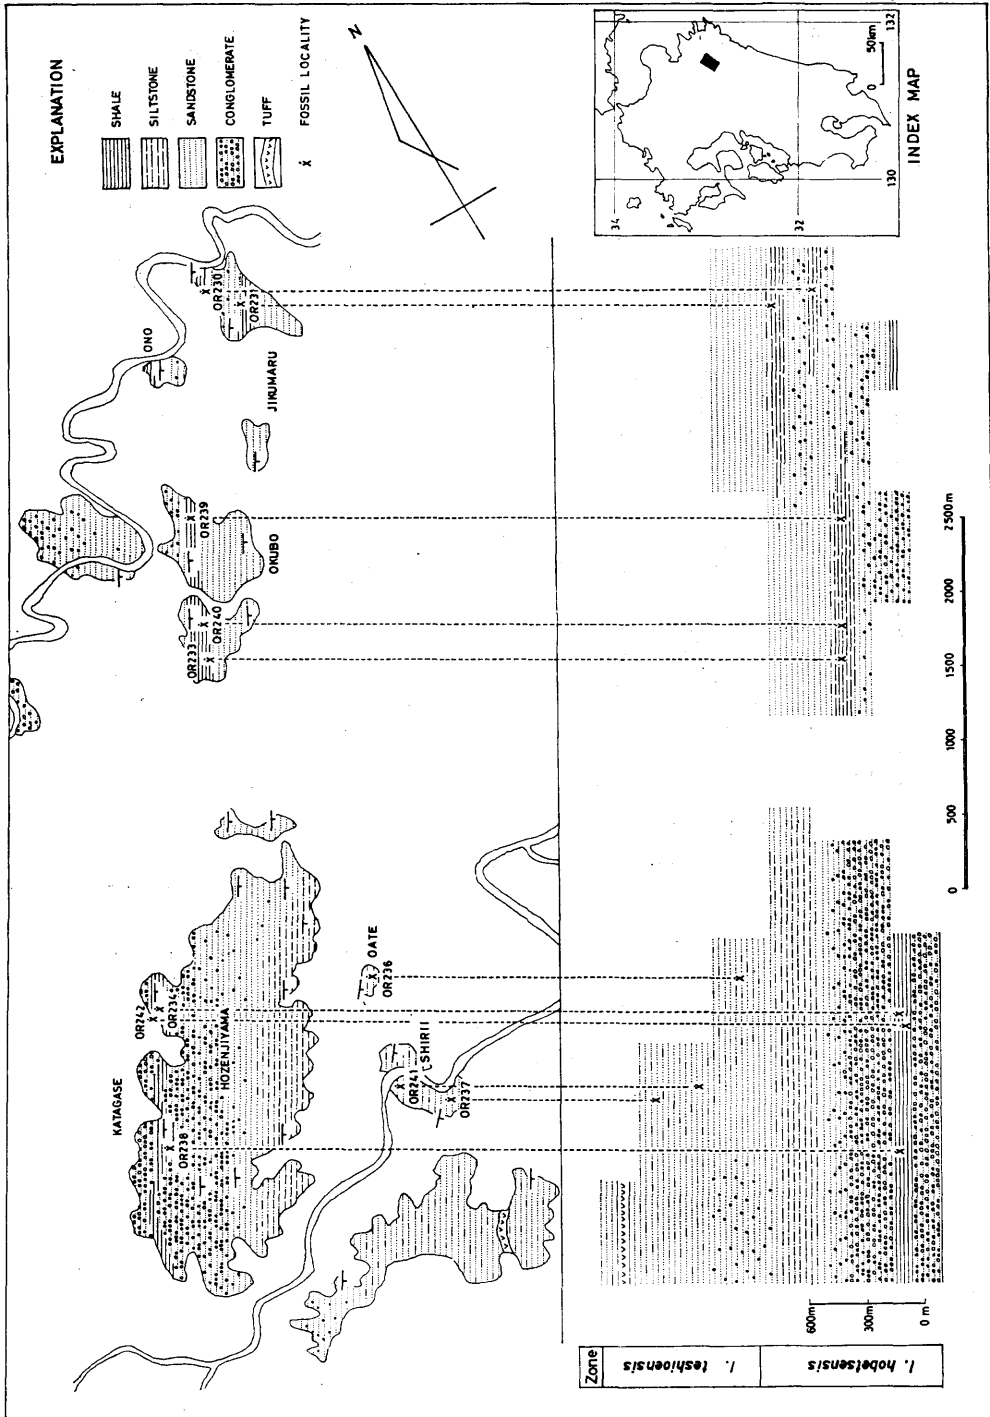 EXPLANATION
SHALE
SILTSTONE
SANDSTONE
CONGLOMERATE
TUFF
x FOSSIL LOCALITY
N
KATAGASE
OR242
OR234
OR238
HOZENJIYAMA
OATE
OR236
SHIRII
OR241
OR237
OR233
OR240
OR239
OKUBO
JIKUMARU
ONO
OR230
OR231
34
32
130
132
0 50km
INDEX MAP
Zone
I. teshioensis
I. hobetsensis
600m
300m
0 m
0 500 1000 1500 2000 2500m